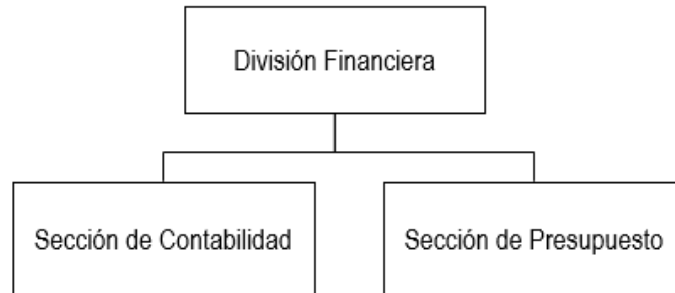 División Financiera
Sección de Contabilidad
Sección de Presupuesto